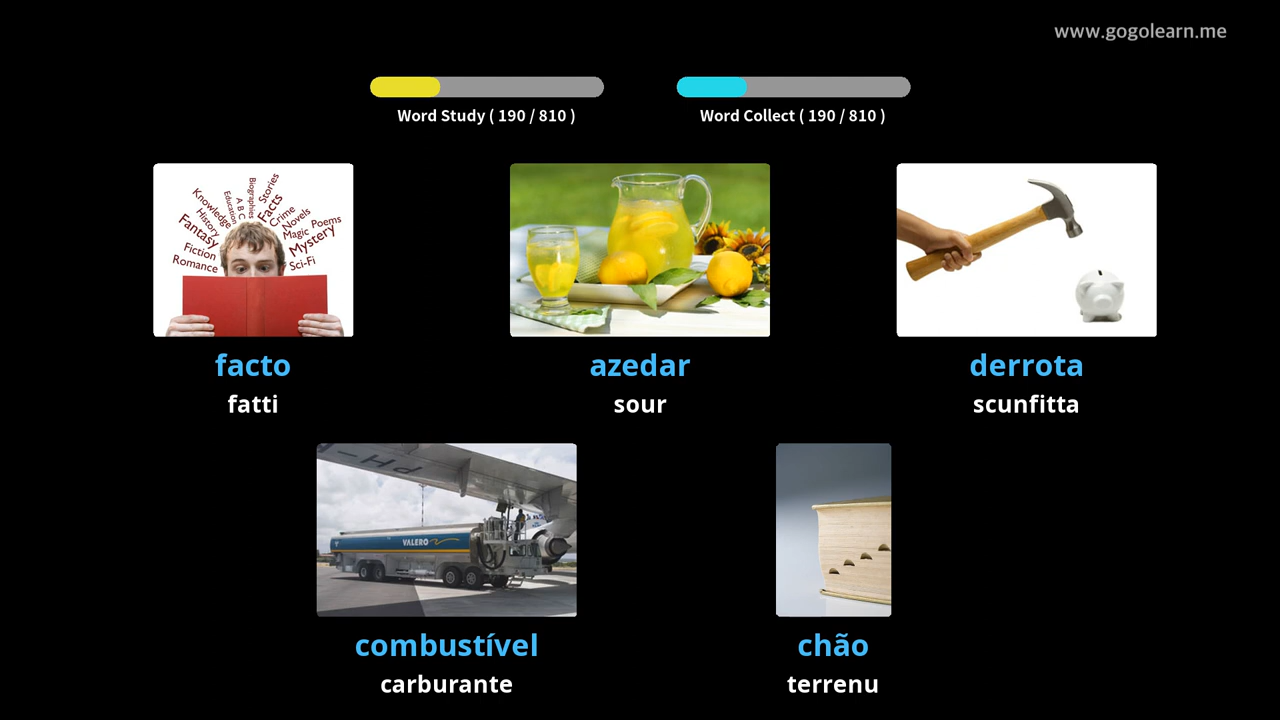 www.gogolearn.me
Word Study ( 190 / 810 )
Word Collect ( 190 / 810 )
Knowledge
History
Education
A B C
Biographies
Stories
Facts
Crime
Novels
Magic
Poems
Fantasy
Mystery
Fiction
Romance
Sci-Fi
facto
fatti
azedar
sour
derrota
scunfitta
PH-
VALERO
combustível
carburante
chão
terrenu